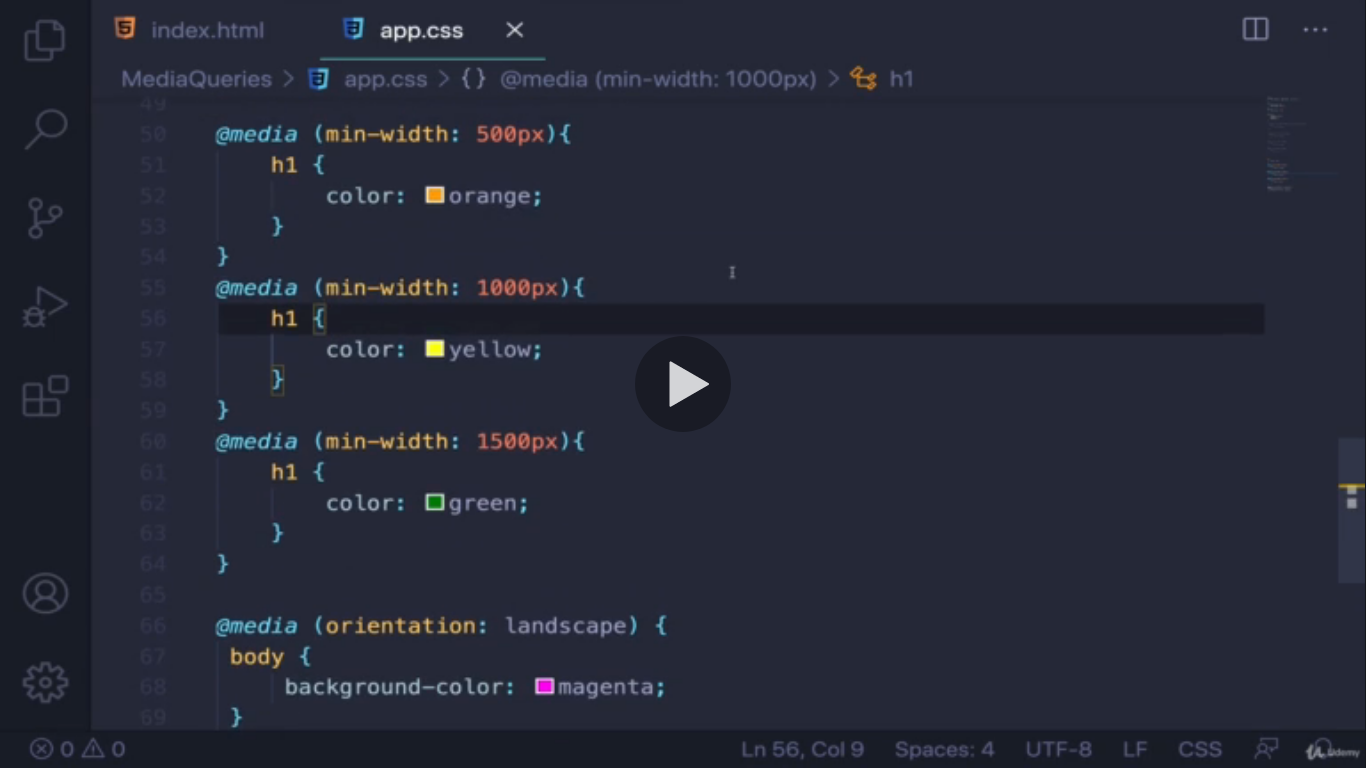 index.html
app.css
MediaQueries > app.css > {} @media (min-width: 1000px) > h1
49
50 @media (min-width: 500px){
51 h1 {
52 color: orange;
53 }
54 }
55 @media (min-width: 1000px){
56 h1 {
57 color: yellow;
58 }
59 }
60 @media (min-width: 1500px){
61 h1 {
62 color: green;
63 }
64 }
65
66 @media (orientation: landscape) {
67 body {
68 background-color: magenta;
69 }
0 0 Ln 56, Col 9 Spaces: 4 UTF-8 LF CSS
Udemy